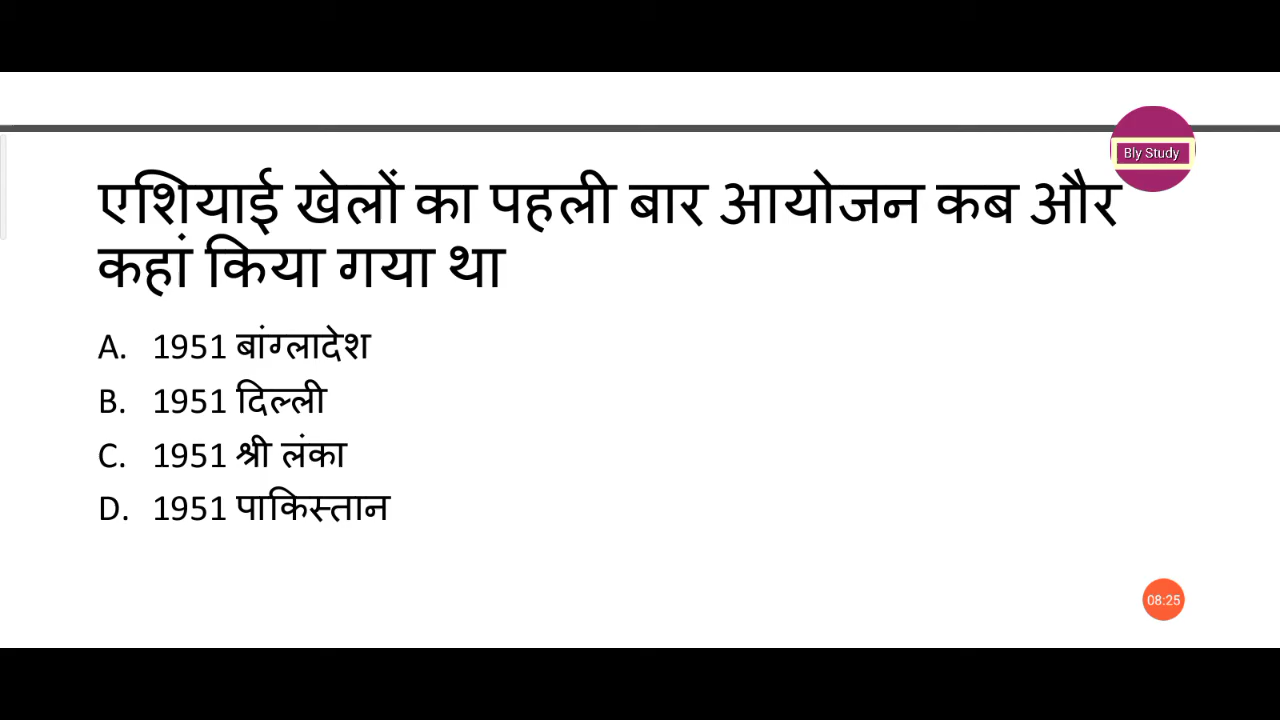 Bly Study
एशियाई खेलों का पहली बार आयोजन कब और
कहां किया गया था
A. 1951 बांग्लादेश
B. 1951 दिल्ली
C. 1951 श्री लंका
D. 1951 पाकिस्तान
08:25